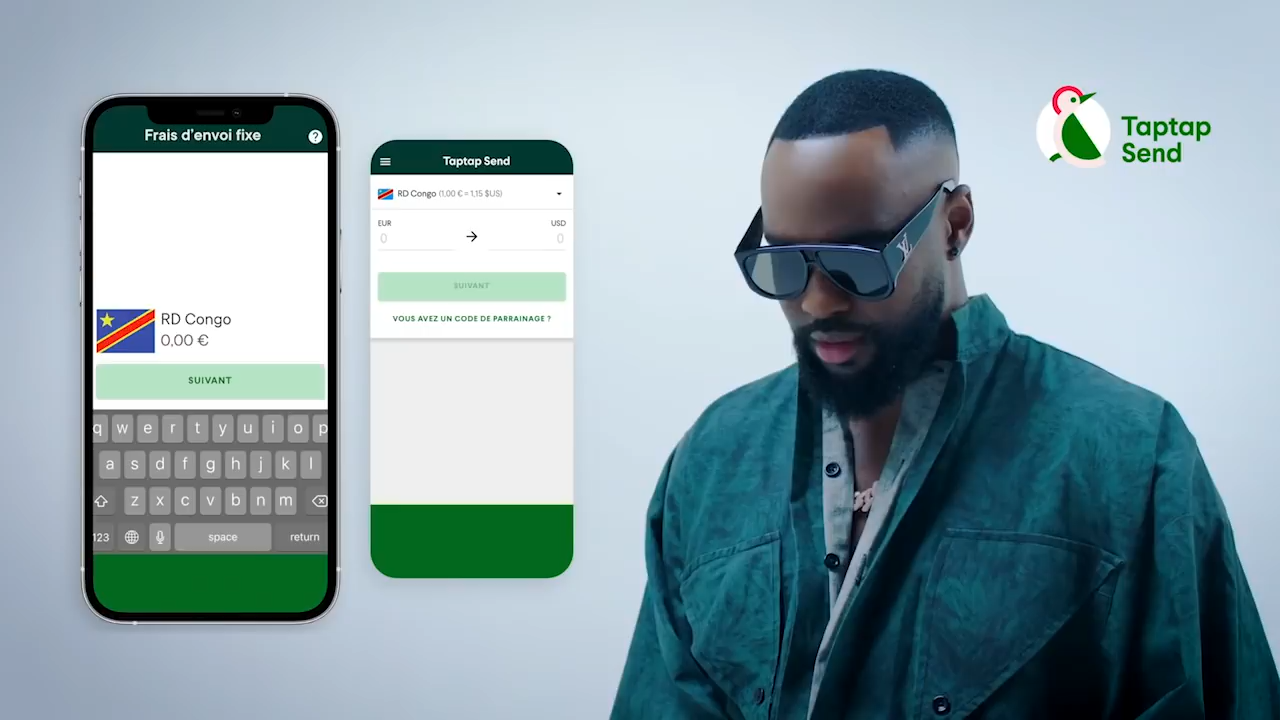 Frais d'envoi fixe
?
RD Congo
0,00 €
SUIVANT
q w e r t y u i o p
a s d f g h j k l
z x c v b n m
123 space return
Taptap Send
RD Congo (1,00 € = 1,15 $US)
EUR USD
0 0
SUIVANT
VOUS AVEZ UN CODE DE PARRAINAGE ?
LV
Taptap
Send